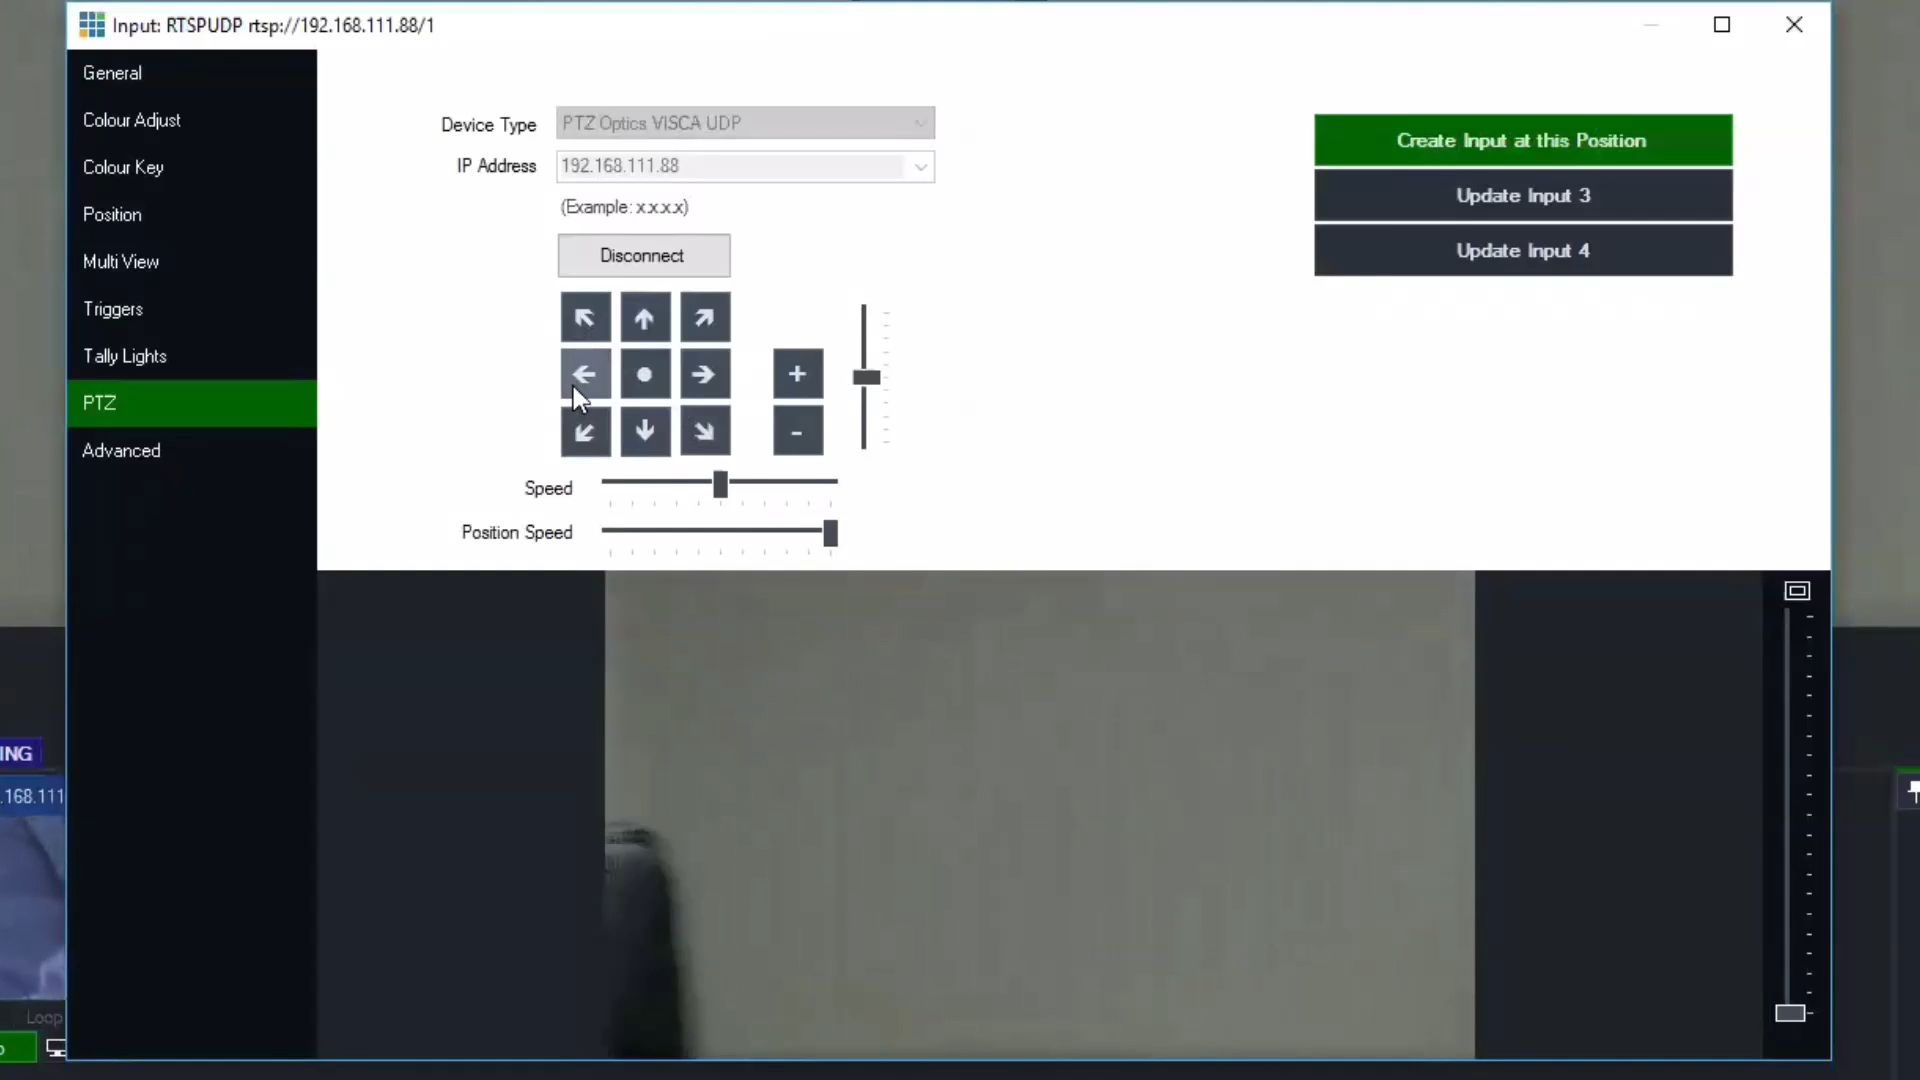 Input: RTSPUDP rtsp://192.168.111.88/1
General
Colour Adjust
Colour Key
Position
Multi View
Triggers
Tally Lights
PTZ
Advanced
Device Type
PTZ Optics VISCA UDP
IP Address
192.168.111.88
(Example: x.x.x.x)
Disconnect
+
-
Speed
Position Speed
Create Input at this Position
Update Input 3
Update Input 4
ING
.168.111
Loop